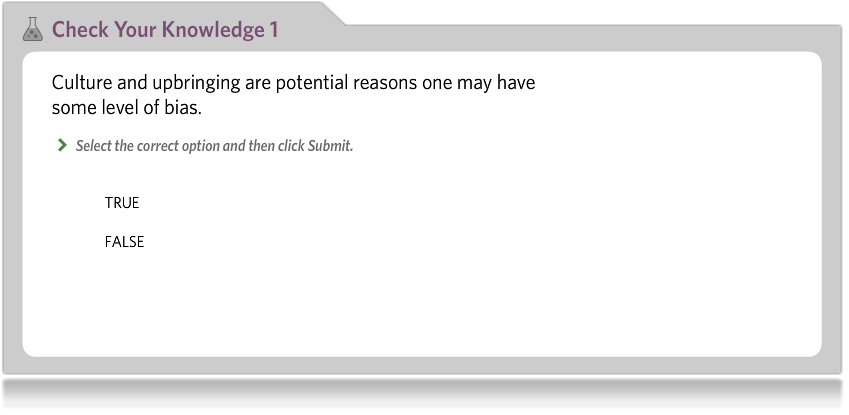 Check Your Knowledge 1
Culture and upbringing are potential reasons one may have
some level of bias.
Select the correct option and then click Submit.
TRUE
FALSE